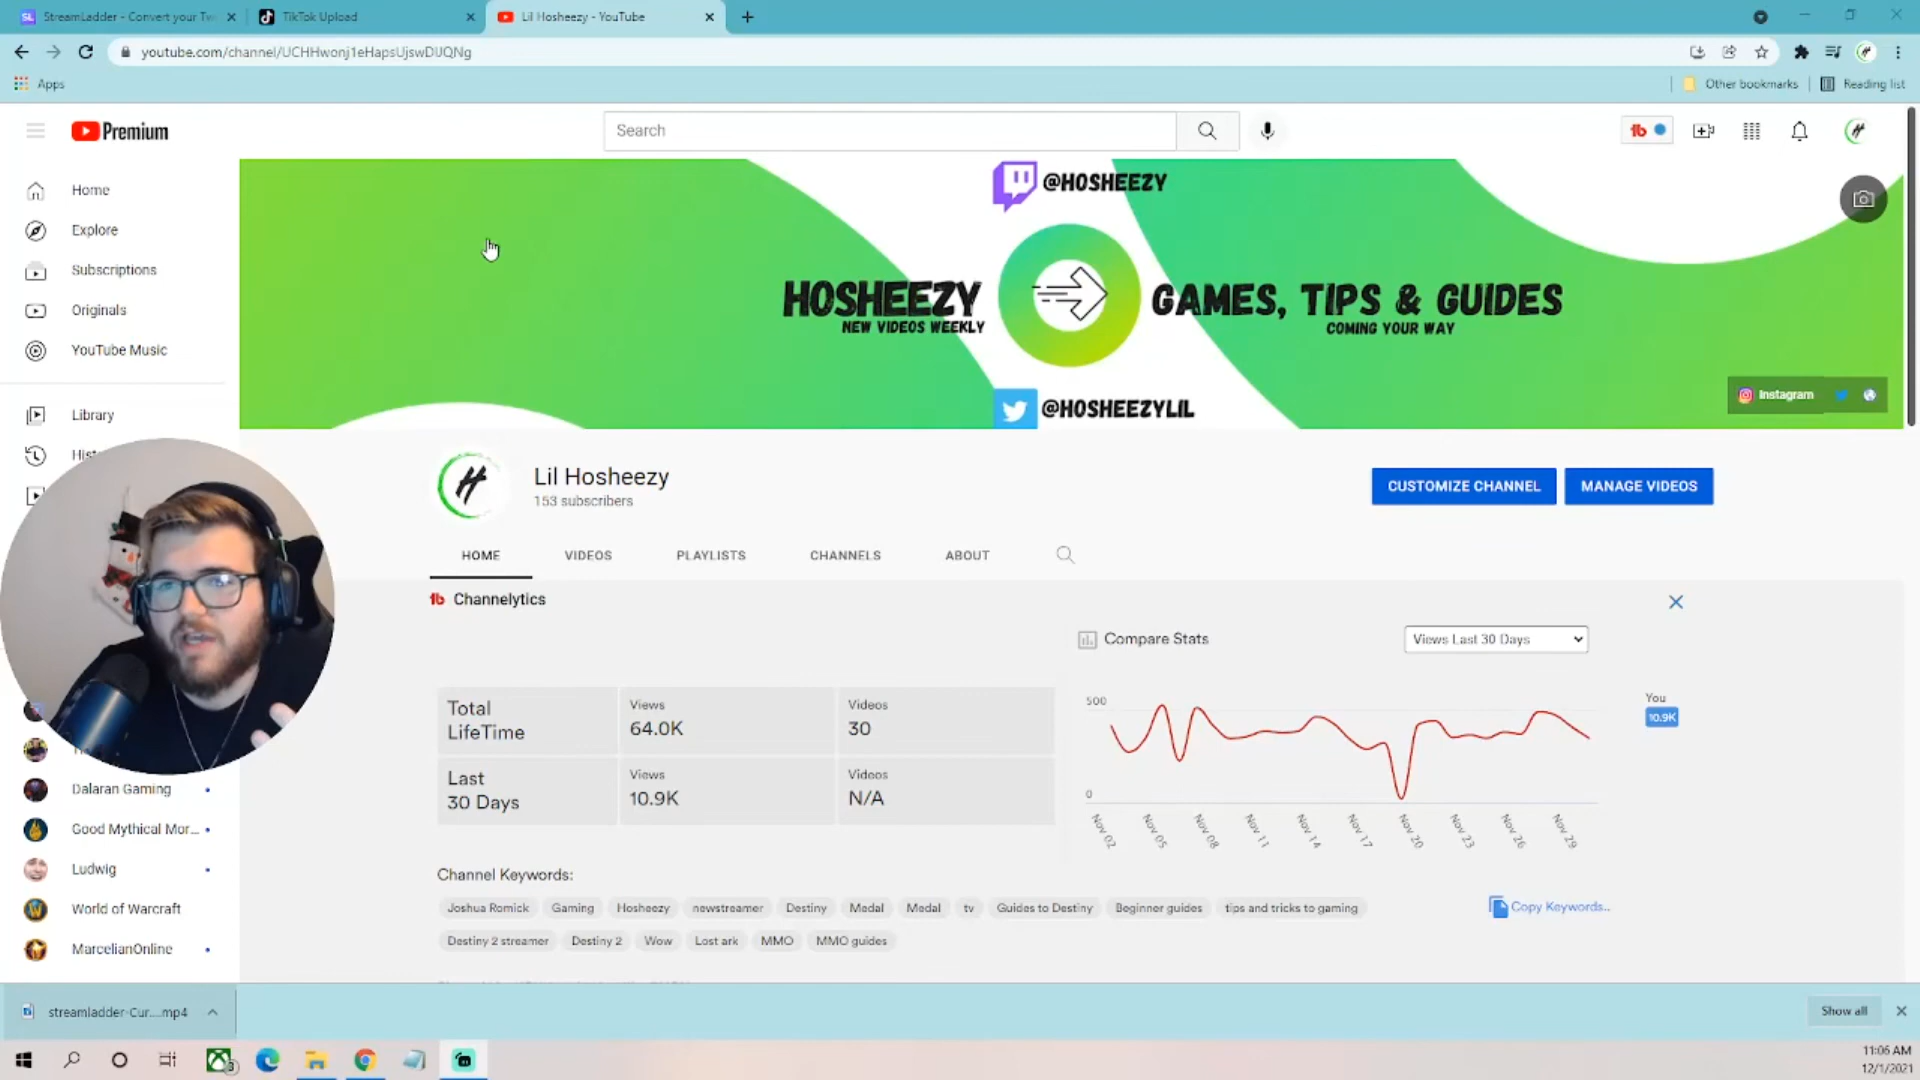 StreamLadder - Convert your Tw
TikTok Upload
Lil Hosheezy - YouTube
youtube.com/channel/UCHHwonj1eHapsUjswDlJQNg
Apps
Other bookmarks
Reading list
Premium
Search
Home
Explore
Subscriptions
Originals
YouTube Music
Library
@HOSHEEZY
HOSHEEZY
NEW VIDEOS WEEKLY
GAMES, TIPS & GUIDES
COMING YOUR WAY
@HOSHEEZYLIL
Instagram
Lil Hosheezy
153 subscribers
CUSTOMIZE CHANNEL
MANAGE VIDEOS
HOME
VIDEOS
PLAYLISTS
CHANNELS
ABOUT
Channelytics
Compare Stats
Views Last 30 Days
Total
LifeTime
Views
64.0K
Videos
30
Last
30 Days
Views
10.9K
Videos
N/A
500
0
Nov 02
Nov 05
Nov 08
Nov 11
Nov 14
Nov 17
Nov 20
Nov 23
Nov 26
Nov 29
You
10.9K
Channel Keywords:
Joshua Romick
Gaming
Hosheezy
newstreamer
Destiny
Medal
Medal
tv
Guides to Destiny
Beginner guides
tips and tricks to gaming
Copy Keywords..
Destiny 2 streamer
Destiny 2
Wow
Lost ark
MMO
MMO guides
Dalaran Gaming
Good Mythical Mor...
Ludwig
World of Warcraft
MarcelianOnline
streamladder-Cur....mp4
Show all
11:06 AM
12/1/2021